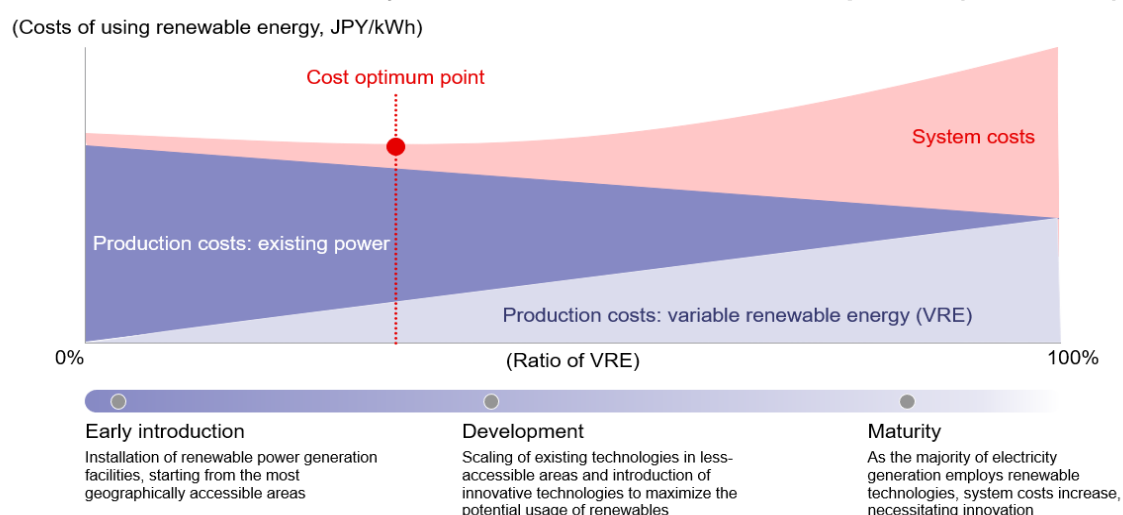 (Costs of using renewable energy, JPY/kWh)
Cost optimum point
System costs
Production costs: existing power
Production costs: variable renewable energy (VRE)
0%
(Ratio of VRE)
100%
Early introduction
Installation of renewable power generation
facilities, starting from the most
geographically accessible areas
Development
Scaling of existing technologies in less-
accessible areas and introduction of
innovative technologies to maximize the
potential usage of renewables
Maturity
As the majority of electricity
generation employs renewable
technologies, system costs increase,
necessitating innovation